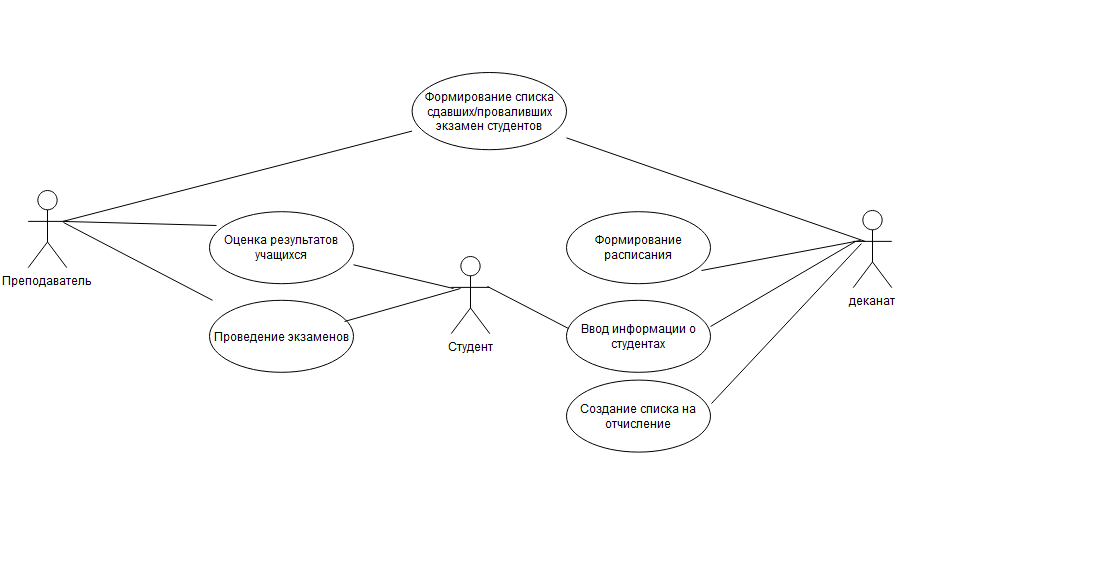 Формирование списка
сдавших/проваливших
экзамен студентов
Преподаватель
Оценка результатов
учащихся
Проведение экзаменов
Студент
Формирование
расписания
Ввод информации о
студентах
Создание списка на
отчисление
деканат